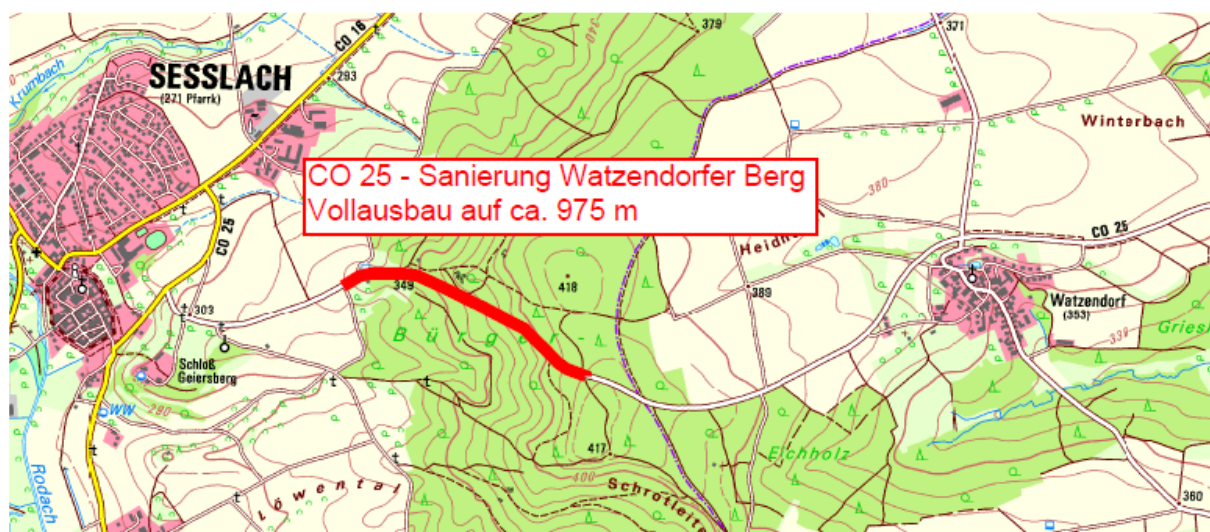 379
371
CO 16
340
Krumbach
SESSLACH
(271 Pfarrk)
293
Winterbach
CO 25 - Sanierung Watzendorfer Berg
Vollausbau auf ca. 975 m
380
CO 25
CO 25
349
418
389
Watzendorf
(353)
303
Bürger-
339
Schloß
Geiersberg
290
WW
417
Eichholz
400
Schrotleite
Löwental
Rodach
360